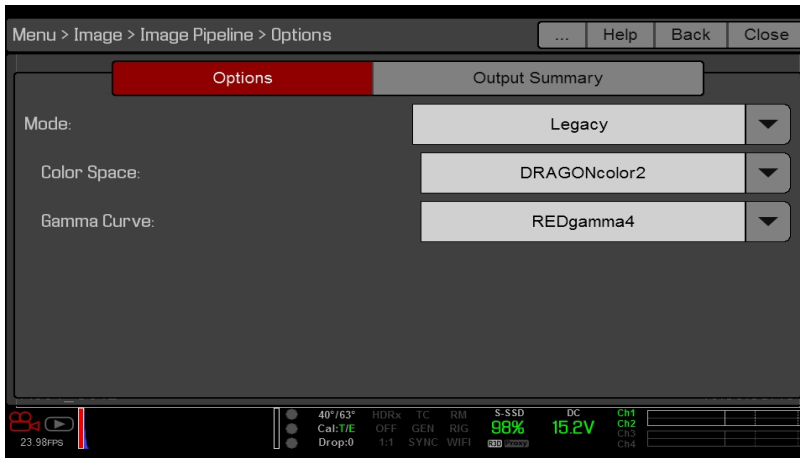 Menu > Image > Image Pipeline > Options
...
Help
Back
Close
Options
Output Summary
Mode:
Legacy
Color Space:
DRAGONcolor2
Gamma Curve:
REDgamma4
23.98FPS
40°/63°
Cal:T/E
Drop:0
HDRx TC RM
OFF GEN RIG
1:1 SYNC WIFI
S-SSD
98%
R3D Proxy
DC
15.2V
Ch1
Ch2
Ch3
Ch4